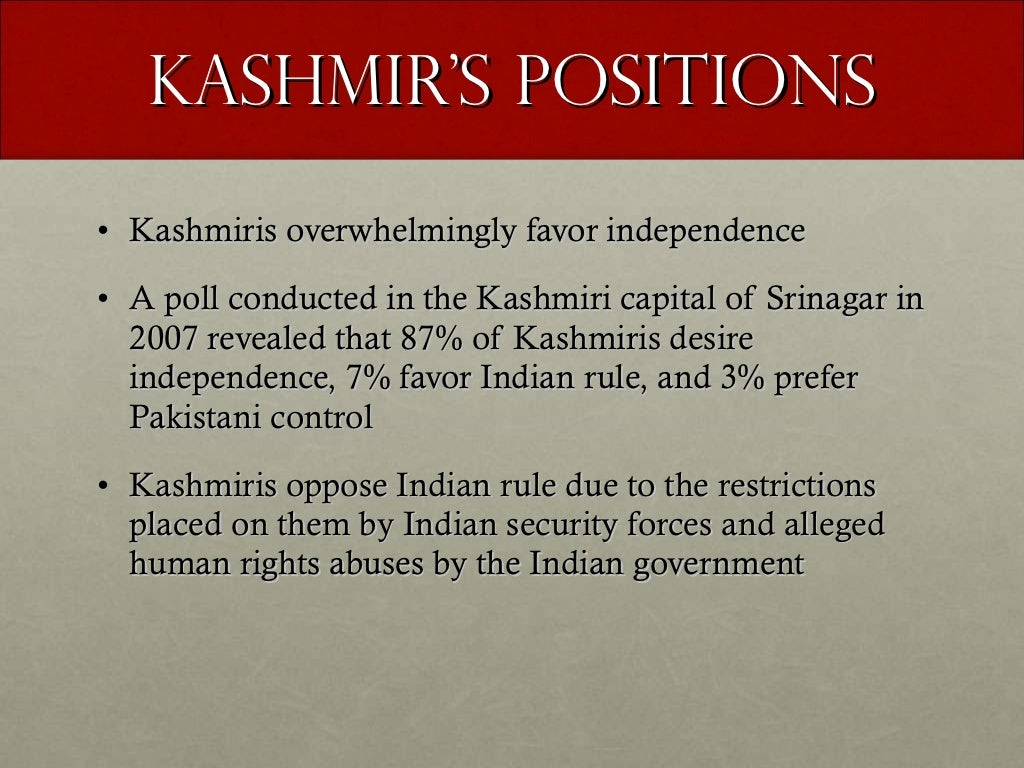 KASHMIR'S POSITIONS
• Kashmiris overwhelmingly favor independence
• A poll conducted in the Kashmiri capital of Srinagar in
2007 revealed that 87% of Kashmiris desire
independence, 7% favor Indian rule, and 3% prefer
Pakistani control
• Kashmiris oppose Indian rule due to the restrictions
placed on them by Indian security forces and alleged
human rights abuses by the Indian government